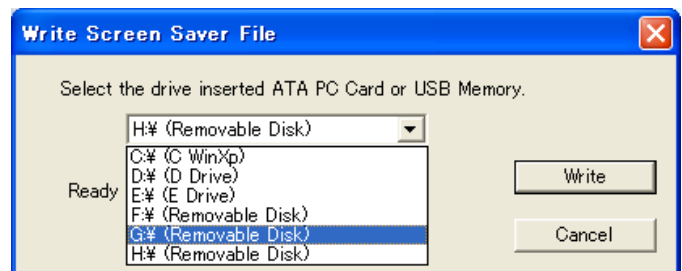 Write Screen Saver File
Select the drive inserted ATA PC Card or USB Memory.
H:¥ (Removable Disk)
C:¥ (C WinXp)
D:¥ (D Drive)
Ready
E:¥ (E Drive)
F:¥ (Removable Disk)
G:¥ (Removable Disk)
H:¥ (Removable Disk)
Write
Cancel